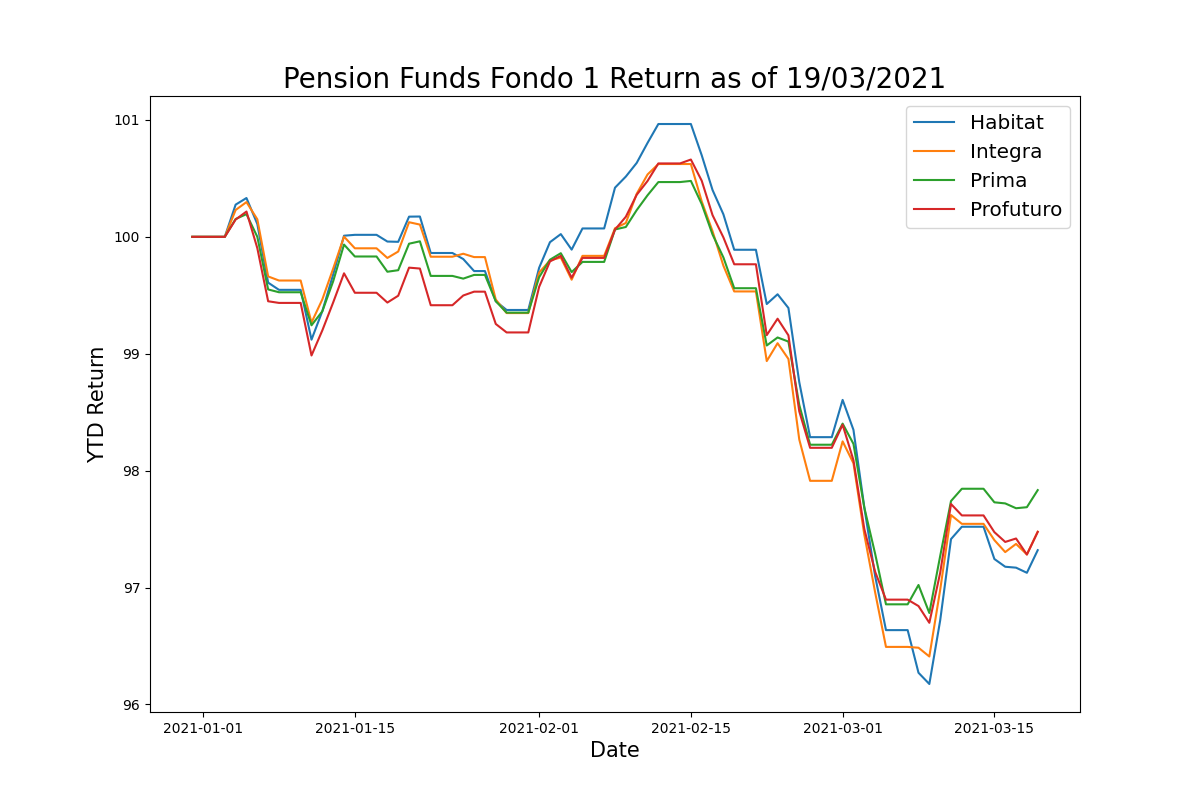 Pension Funds Fondo 1 Return as of 19/03/2021
101
100
99
98
97
96
YTD Return
Habitat
Integra
Prima
Profuturo
2021-01-01
2021-01-15
2021-02-01
2021-02-15
2021-03-01
2021-03-15
Date